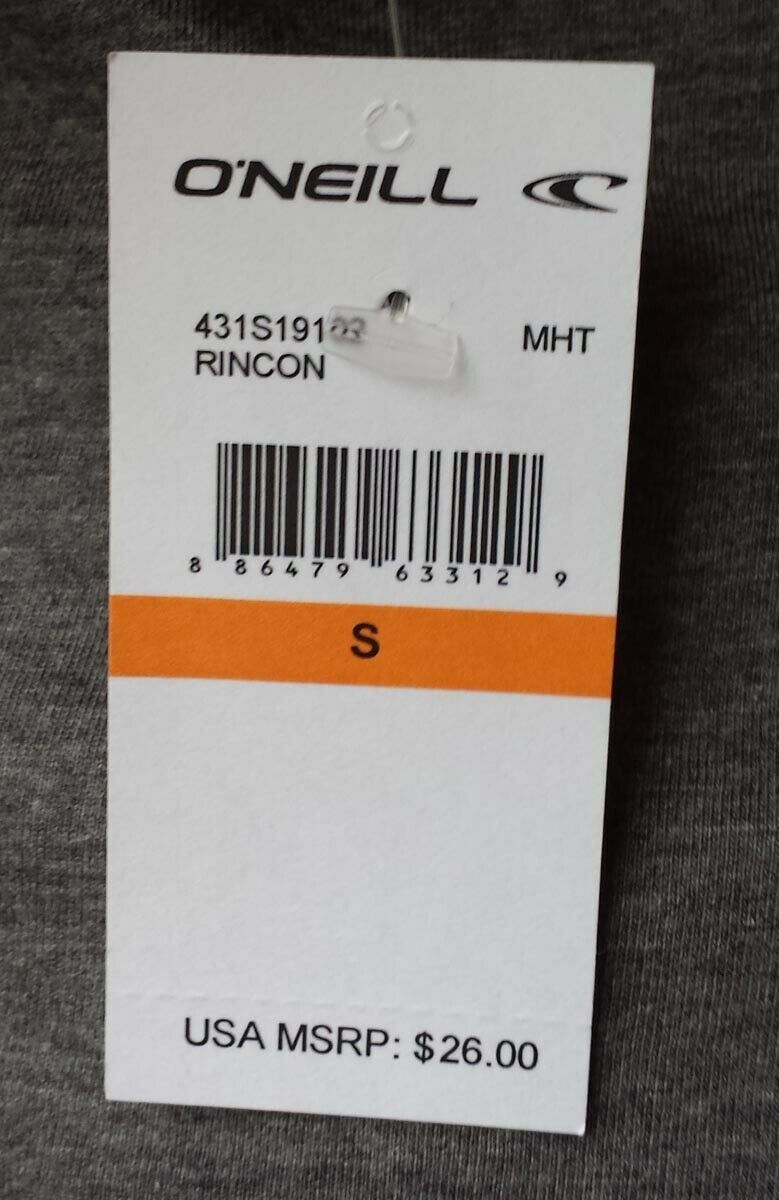 O'NEILL
431S191 MHT
RINCON
8 86479 63312 9
S
USA MSRP: $26.00